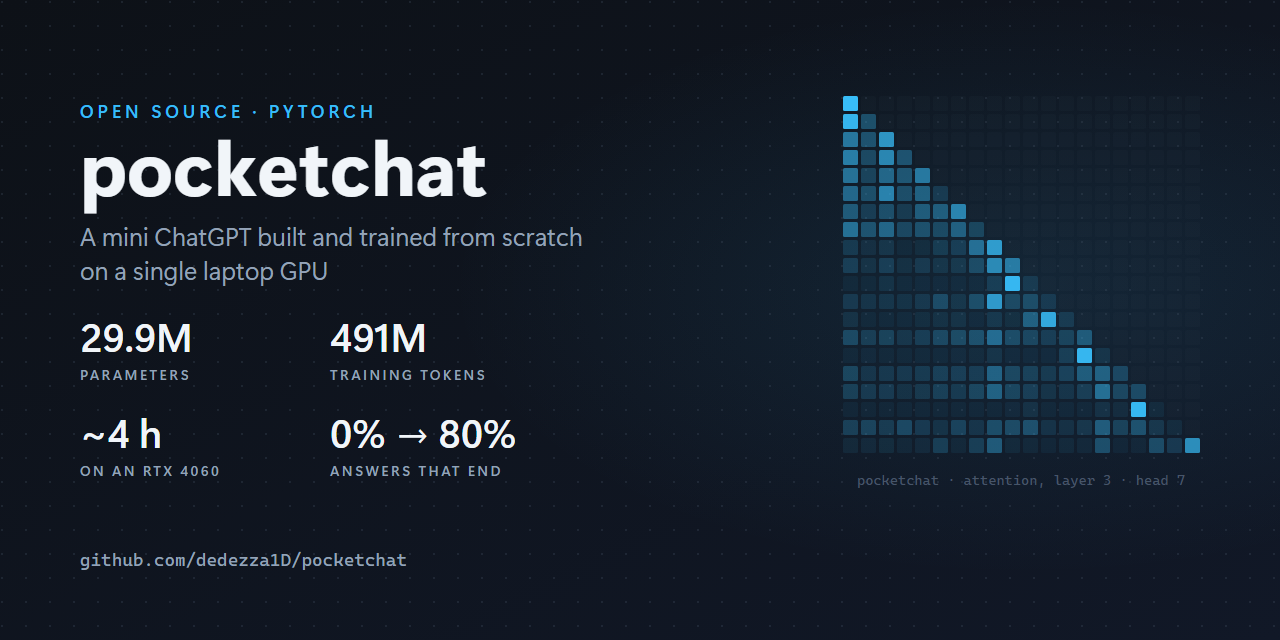 OPEN SOURCE · PYTORCH
pocketchat
A mini ChatGPT built and trained from scratch
on a single laptop GPU
29.9M
PARAMETERS
491M
TRAINING TOKENS
~4 h
ON AN RTX 4060
0% → 80%
ANSWERS THAT END
pocketchat · attention, layer 3 · head 7
github.com/dedezza1D/pocketchat